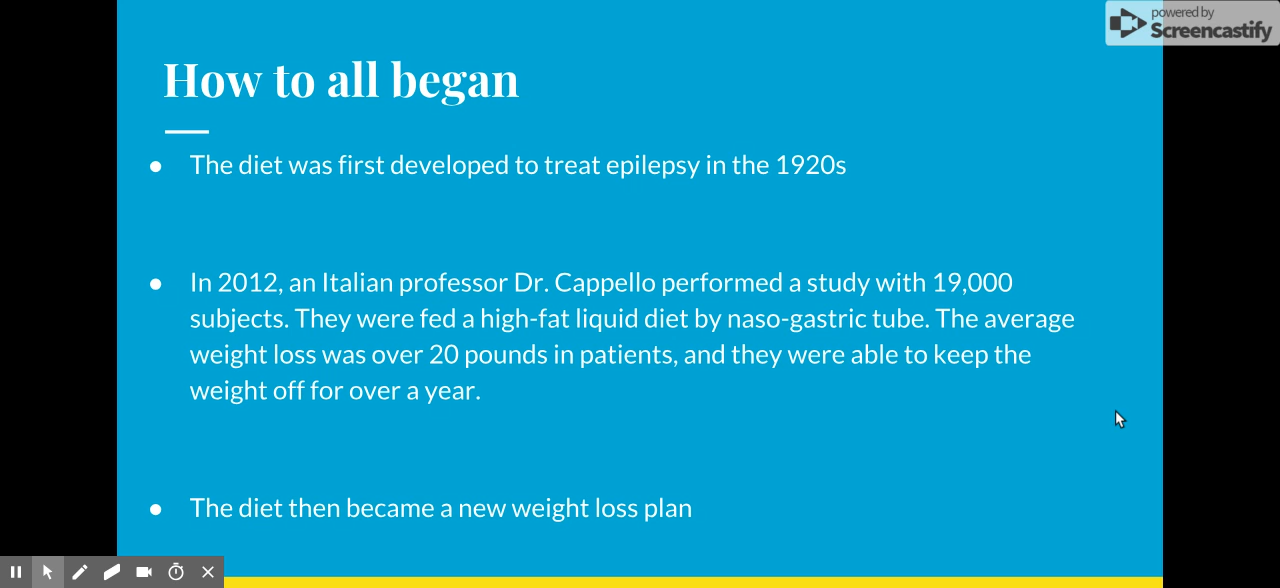 powered by
Screencastify
How to all began
● The diet was first developed to treat epilepsy in the 1920s
● In 2012, an Italian professor Dr. Cappello performed a study with 19,000
subjects. They were fed a high-fat liquid diet by naso-gastric tube. The average
weight loss was over 20 pounds in patients, and they were able to keep the
weight off for over a year.
● The diet then became a new weight loss plan